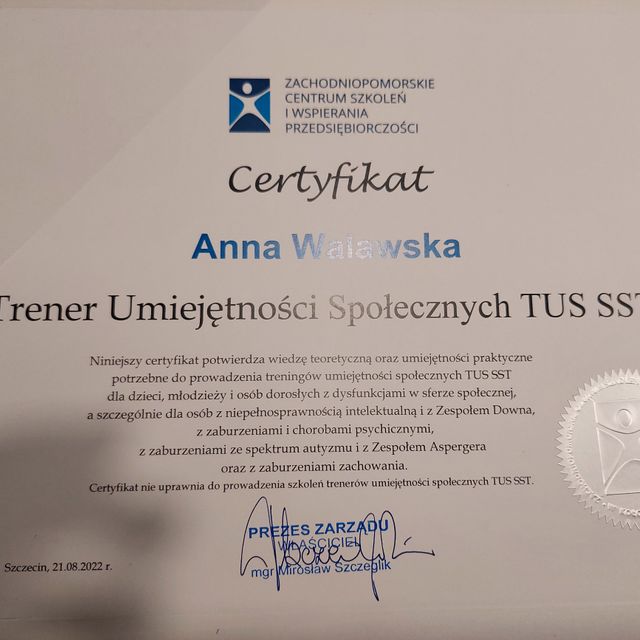 ZACHODNIOPOMORSKIE
CENTRUM SZKOLEŃ
I WSPIERANIA
PRZEDSIĘBIORCZOŚCI
Certyfikat
Anna Walawska
Trener Umiejętności Społecznych TUS SST
Niniejszy certyfikat potwierdza wiedzę teoretyczną oraz umiejętności praktyczne
potrzebne do prowadzenia treningów umiejętności społecznych TUS SST
dla dzieci, młodzieży i osób dorosłych z dysfunkcjami w sferze społecznej,
a szczególnie dla osób z niepełnosprawnością intelektualną i z Zespołem Downa,
z zaburzeniami i chorobami psychicznymi,
z zaburzeniami ze spektrum autyzmu i z Zespołem Aspergera
oraz z zaburzeniami zachowania.
Certyfikat nie uprawnia do prowadzenia szkoleń trenerów umiejętności społecznych TUS SST.
PREZES ZARZĄDU
WŁAŚCICIEL
mgr Mirosław Szczeglik
Szczecin, 21.08.2022 r.